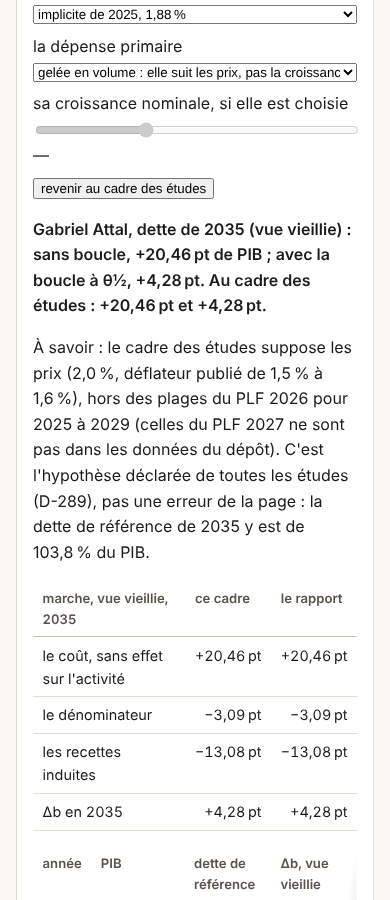 implicite de 2025, 1,88 %
la dépense primaire
gelée en volume : elle suit les prix, pas la croissanc
sa croissance nominale, si elle est choisie
—
revenir au cadre des études
Gabriel Attal, dette de 2035 (vue vieillie) :
sans boucle, +20,46 pt de PIB ; avec la
boucle à θ½, +4,28 pt. Au cadre des
études : +20,46 pt et +4,28 pt.
À savoir : le cadre des études suppose les
prix (2,0 %, déflateur publié de 1,5 % à
1,6 %), hors des plages du PLF 2026 pour
2025 à 2029 (celles du PLF 2027 ne sont
pas dans les données du dépôt). C'est
l'hypothèse déclarée de toutes les études
(D-289), pas une erreur de la page : la
dette de référence de 2035 y est de
103,8 % du PIB.
marche, vue vieillie, ce cadre le rapport
2035
le coût, sans effet +20,46 pt +20,46 pt
sur l'activité
le dénominateur −3,09 pt −3,09 pt
les recettes −13,08 pt −13,08 pt
induites
Δb en 2035 +4,28 pt +4,28 pt
année PIB dette de Δb, vue
référence vieillie